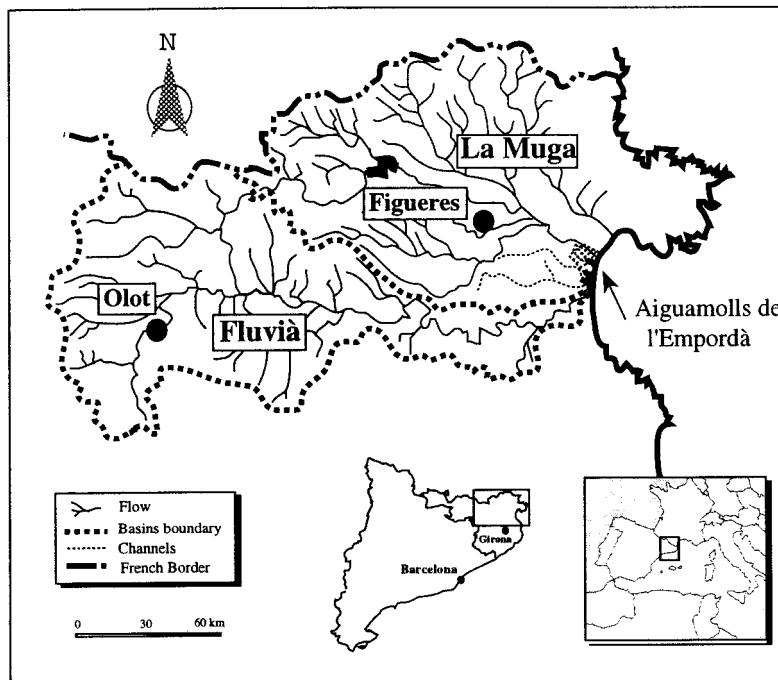 N
La Muga
Figueres
Olot
Fluvià
Aiguamolls de
l'Empordà
Flow
Basins boundary
Channels
French Border
0 30 60 km
Girona
Barcelona